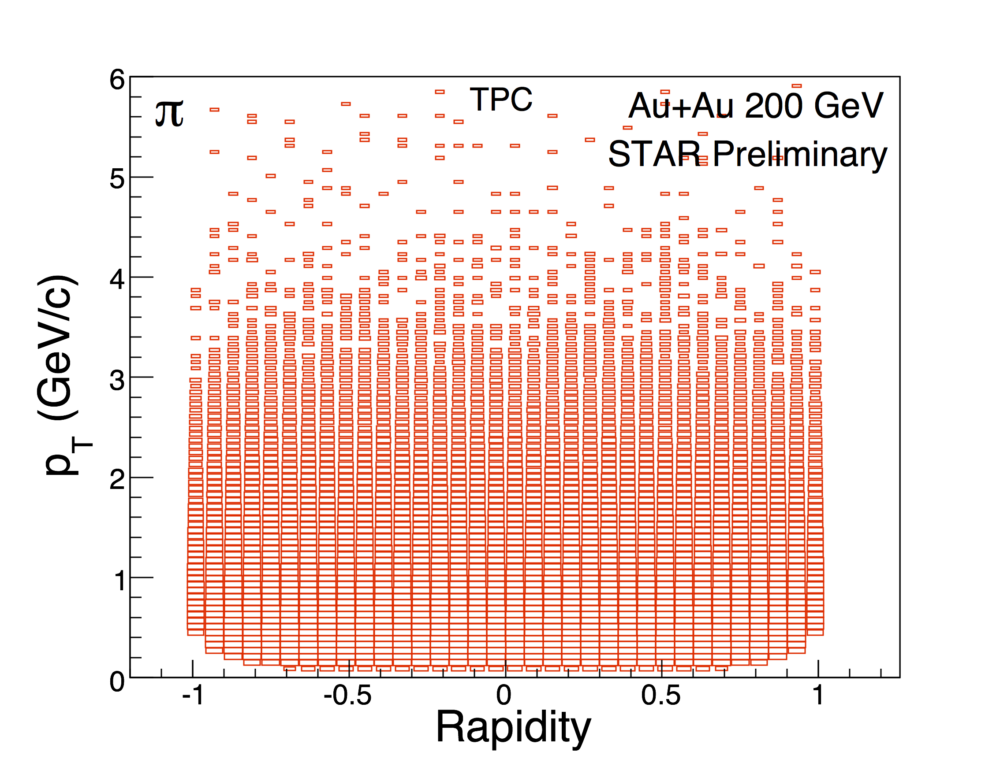 π
TPC
Au+Au 200 GeV
STAR Preliminary
6
5
4
3
2
1
0
p_T (GeV/c)
-1
-0.5
0
0.5
1
Rapidity